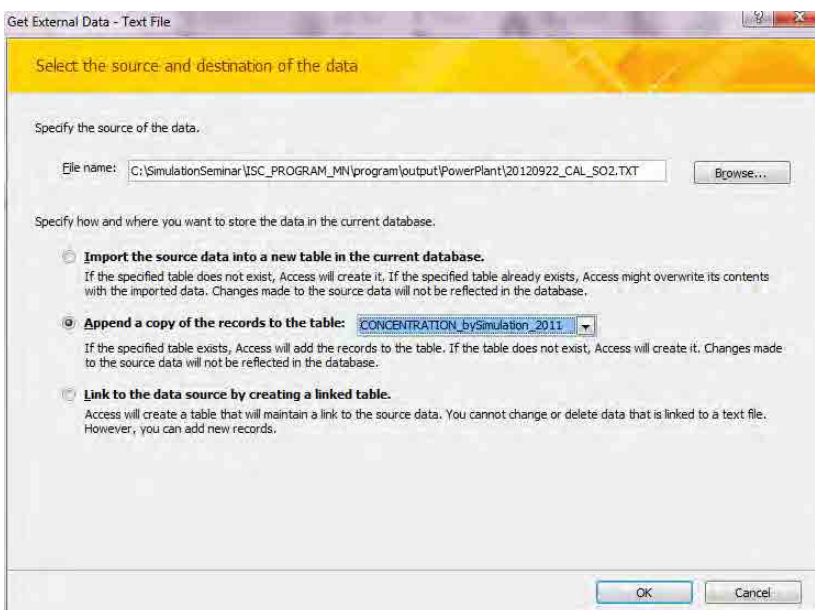 Get External Data - Text File
Select the source and destination of the data
Specify the source of the data.
File name: C:\SimulationSeminar\ISC_PROGRAM_MN\program\output\PowerPlant\20120922_CAL_SO2.TXT Browse...
Specify how and where you want to store the data in the current database.
Import the source data into a new table in the current database.
If the specified table does not exist, Access will create it. If the specified table already exists, Access might overwrite its contents
with the imported data. Changes made to the source data will not be reflected in the database.
Append a copy of the records to the table: CONCENTRATION_bySimulation_2011
If the specified table exists, Access will add the records to the table. If the table does not exist, Access will create it. Changes made
to the source data will not be reflected in the database.
Link to the data source by creating a linked table.
Access will create a table that will maintain a link to the source data. You cannot change or delete data that is linked to a text file.
However, you can add new records.
OK Cancel